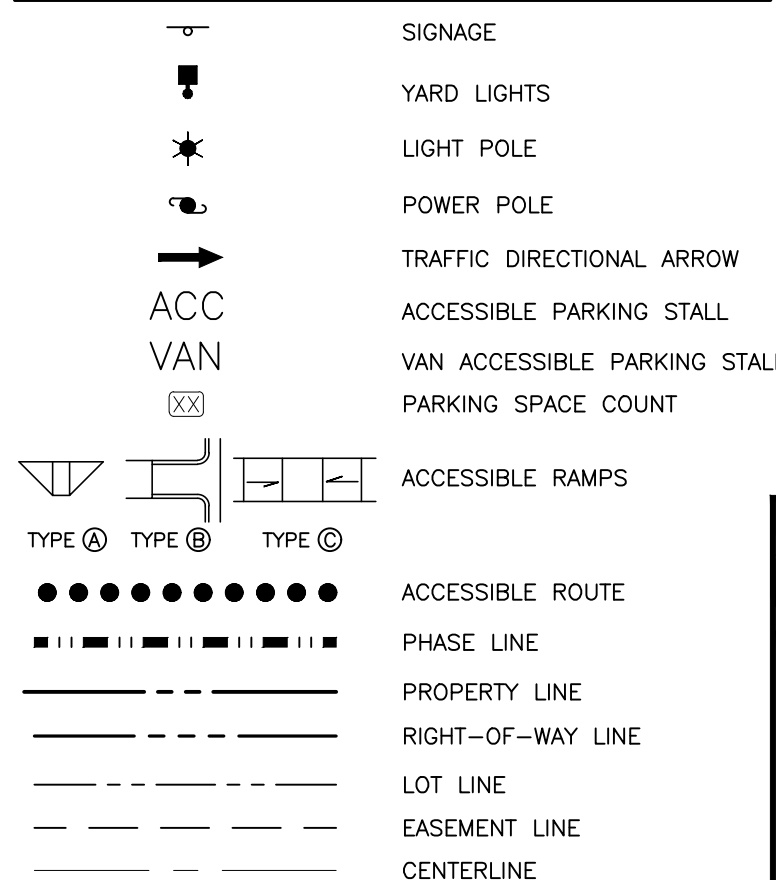 SIGNAGE
YARD LIGHTS
LIGHT POLE
POWER POLE
TRAFFIC DIRECTIONAL ARROW
ACC ACCESSIBLE PARKING STALL
VAN VAN ACCESSIBLE PARKING STALL
XX PARKING SPACE COUNT
ACCESSIBLE RAMPS
TYPE A TYPE B TYPE C
ACCESSIBLE ROUTE
PHASE LINE
PROPERTY LINE
RIGHT-OF-WAY LINE
LOT LINE
EASEMENT LINE
CENTERLINE